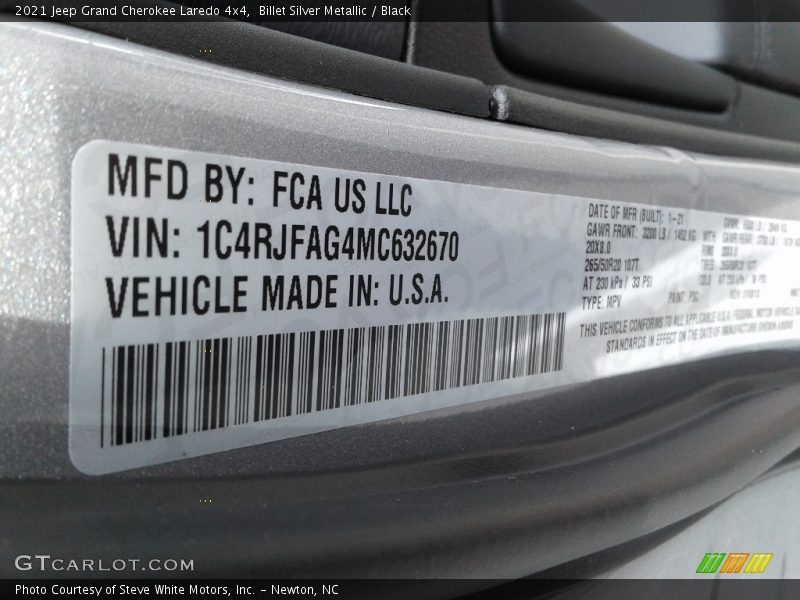 2021 Jeep Grand Cherokee Laredo 4x4, Billet Silver Metallic / Black
MFD BY: FCA US LLC
VIN: 1C4RJFAG4MC632670
VEHICLE MADE IN: U.S.A.
DATE OF MFR (BUILT): 1-21
GAWR FRONT: 3200 LB / 1452 KG WITH
20X8.0
265/50R20 107T
AT 230 kPa / 33 PSI
TYPE: MPV PAINT: PSC
THIS VEHICLE CONFORMS TO ALL APPLICABLE U.S.A. FEDERAL MOTOR VEHICLE
STANDARDS IN EFFECT ON THE DATE OF MANUFACTURE SHOWN ABOVE.
GTCARLOT.COM
Photo Courtesy of Steve White Motors, Inc. – Newton, NC